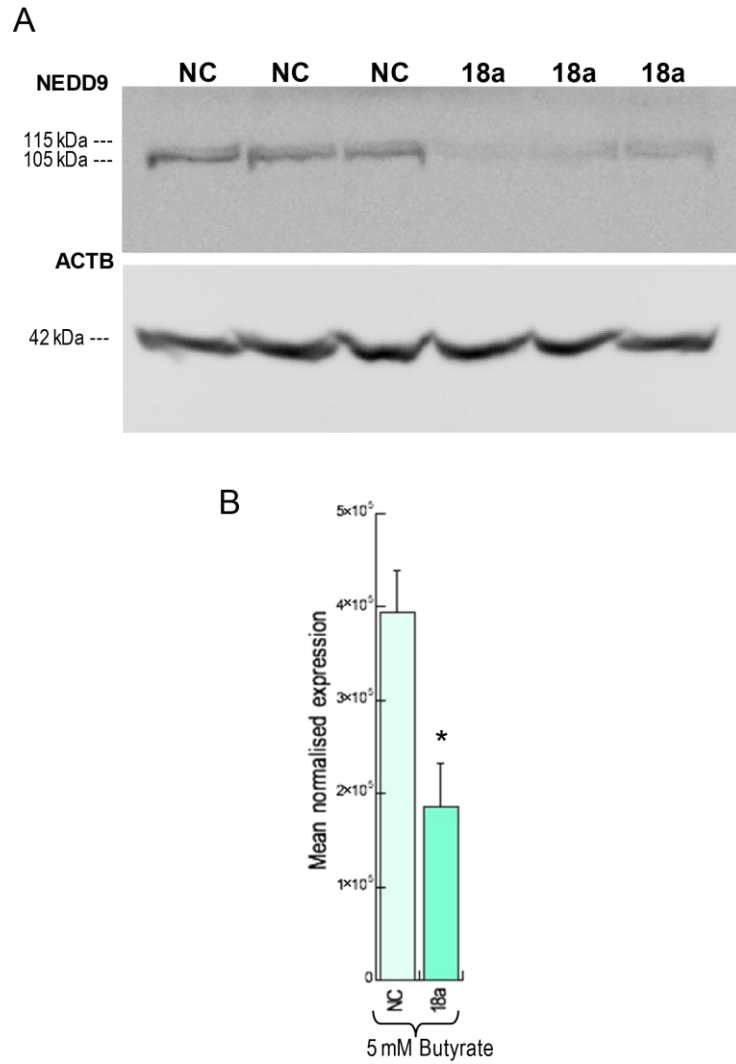 A
NC NC NC 18a 18a 18a
NEDD9
115 kDa ---
105 kDa ---
ACTB
42 kDa ---
B
5×10⁵
4×10⁵
3×10⁵
2×10⁵
1×10⁵
0
Mean normalised expression
*
NC
18a
5 mM Butyrate